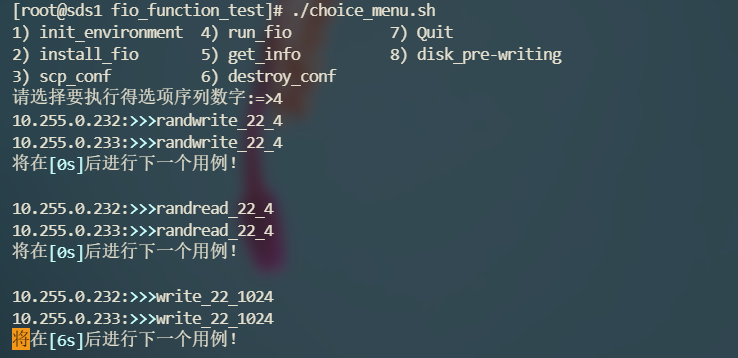 [root@sds1 fio_function_test]# ./choice_menu.sh
1) init_environment  4) run_fio           7) Quit
2) install_fio       5) get_info          8) disk_pre-writing
3) scp_conf          6) destroy_conf
请选择要执行得选项序列数字:=>4
10.255.0.232:>>>randwrite_22_4
10.255.0.233:>>>randwrite_22_4
将在[0s]后进行下一个用例!
10.255.0.232:>>>randread_22_4
10.255.0.233:>>>randread_22_4
将在[0s]后进行下一个用例!
10.255.0.232:>>>write_22_1024
10.255.0.233:>>>write_22_1024
将在[6s]后进行下一个用例!